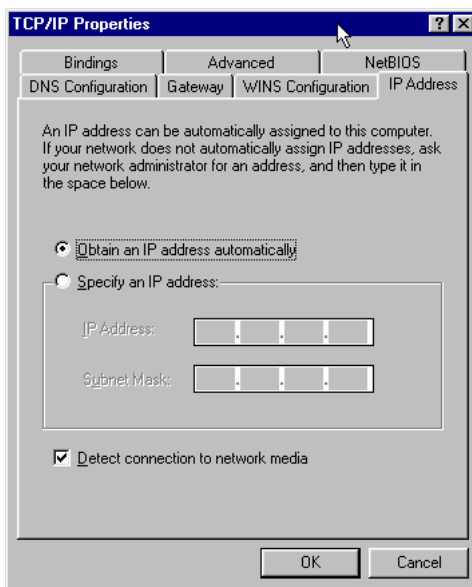 TCP/IP Properties
Bindings Advanced NetBIOS
DNS Configuration Gateway WINS Configuration IP Address
An IP address can be automatically assigned to this computer.
If your network does not automatically assign IP addresses, ask
your network administrator for an address, and then type it in
the space below.
Obtain an IP address automatically
Specify an IP address:
IP Address:
Subnet Mask:
Detect connection to network media
OK Cancel